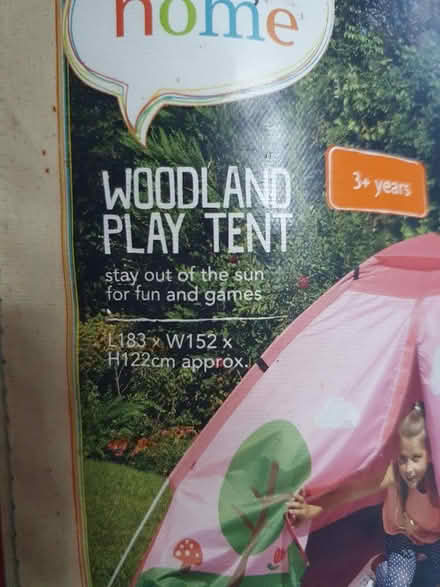 home
WOODLAND
PLAY TENT
3+ years
stay out of the sun
for fun and games
L183 x W152 x
H122cm approx.